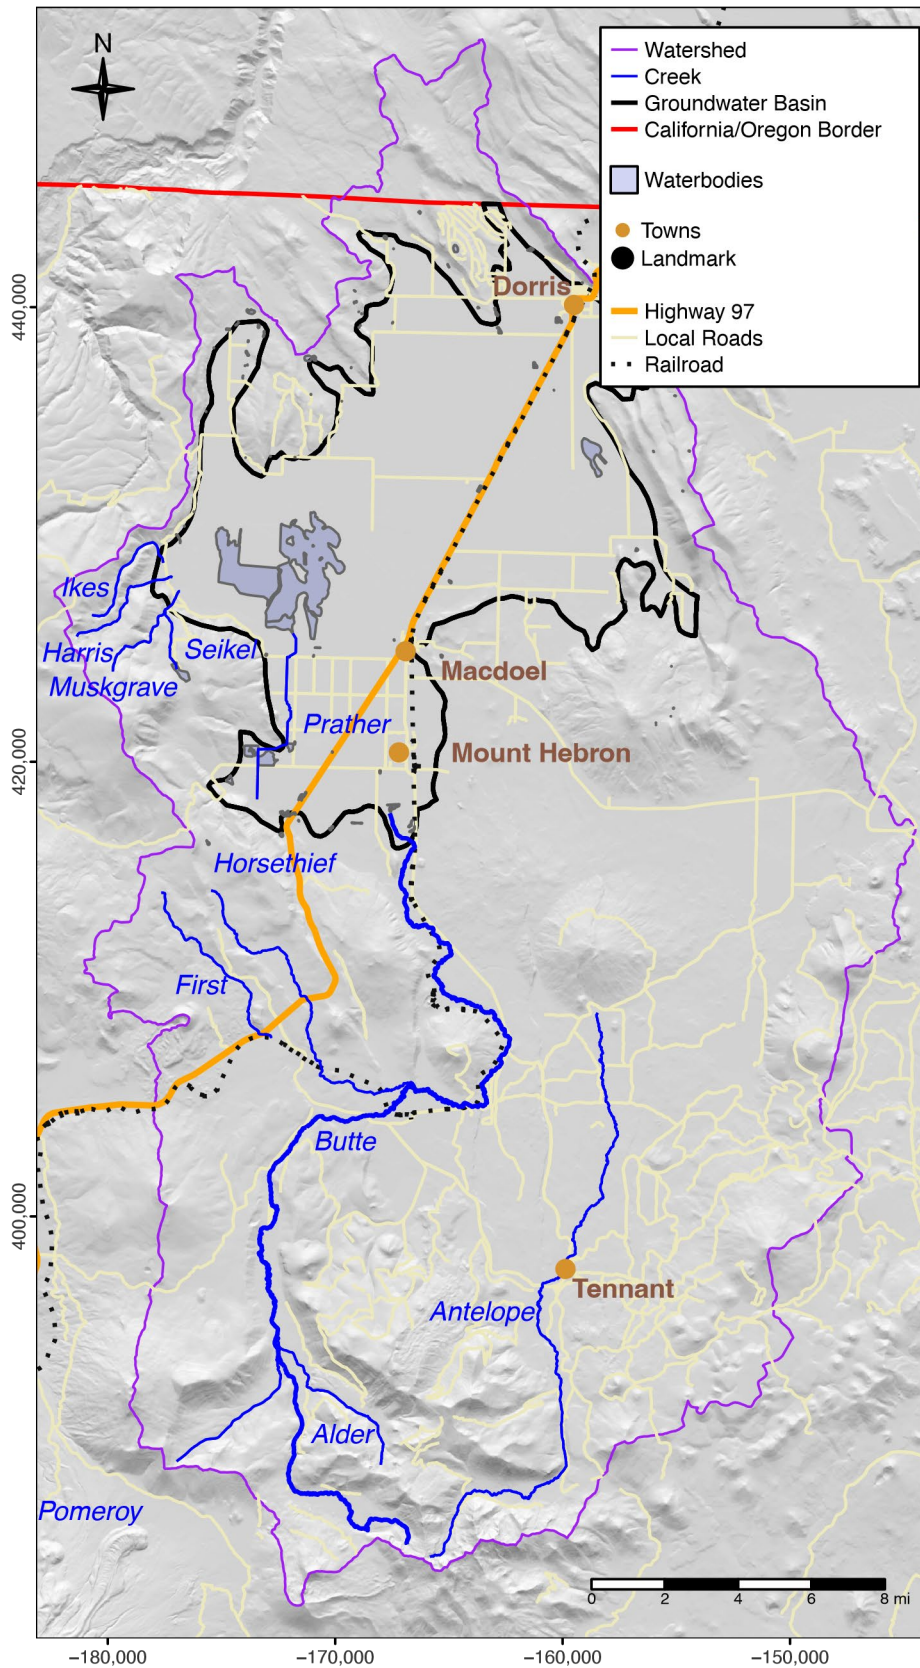 N
Watershed
Creek
Groundwater Basin
California/Oregon Border
Waterbodies
Towns
Landmark
Highway 97
Local Roads
Railroad
Dorris
440,000
Ikes
Harris
Seikel
Muskgrave
Macdoel
Prather
Mount Hebron
420,000
Horsethief
First
Butte
400,000
Tennant
Antelope
Alder
Pomeroy
0 2 4 6 8 mi
−180,000 −170,000 −160,000 −150,000